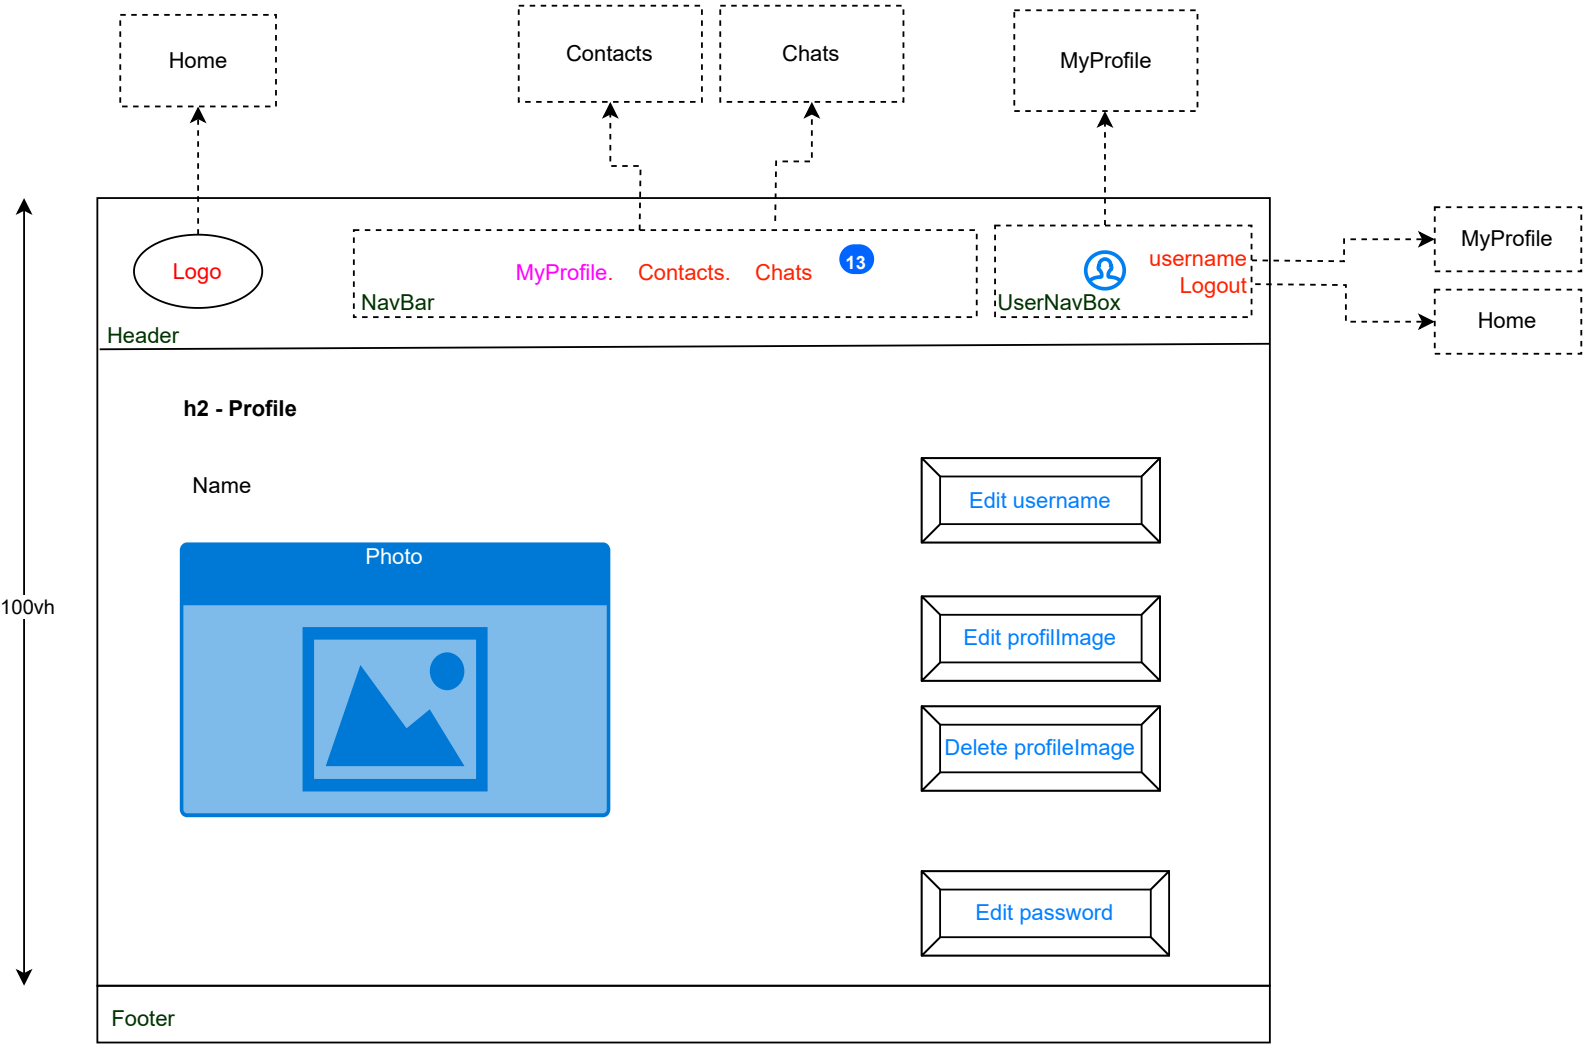 Home
Contacts
Chats
MyProfile
Logo
MyProfile.
Contacts.
Chats
13
NavBar
username
Logout
UserNavBox
MyProfile
Home
Header
h2 - Profile
Name
Photo
Edit username
Edit profilImage
Delete profileImage
Edit password
100vh
Footer